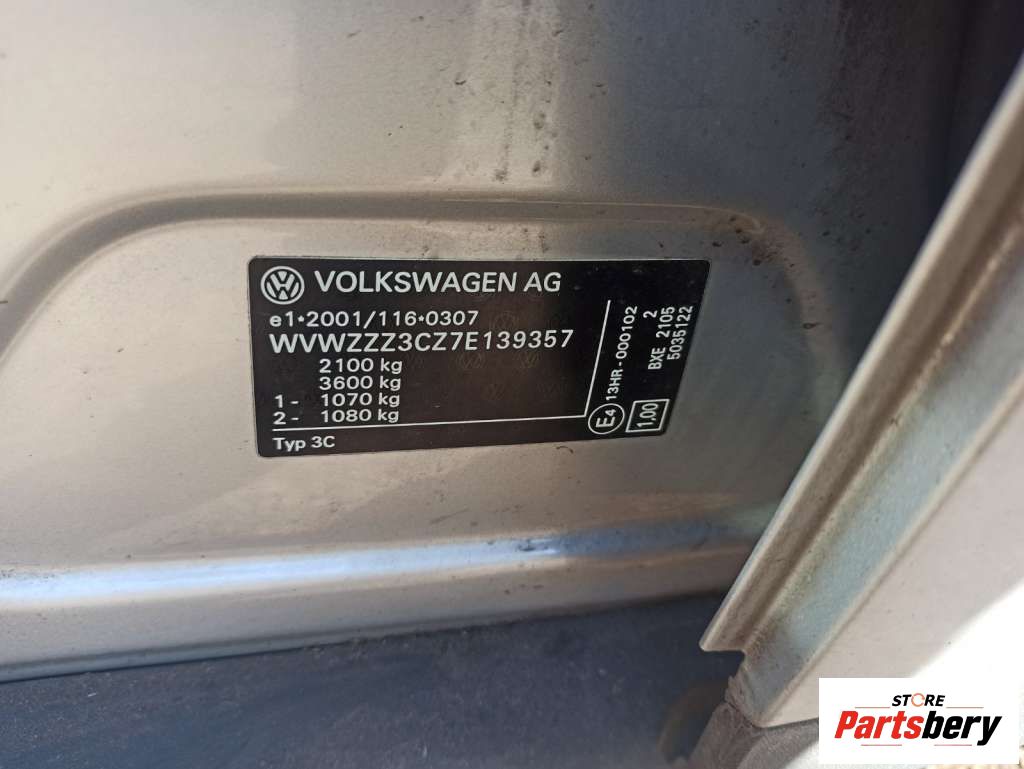 VOLKSWAGEN AG
e1*2001/116*0307
WVWZZZ3CZ7E139357
2100 kg
3600 kg
1 - 1070 kg
2 - 1080 kg
Typ 3C
E4 13HR - 000102
1,00
BXE 2105 2
5035122
STORE
Partsbery